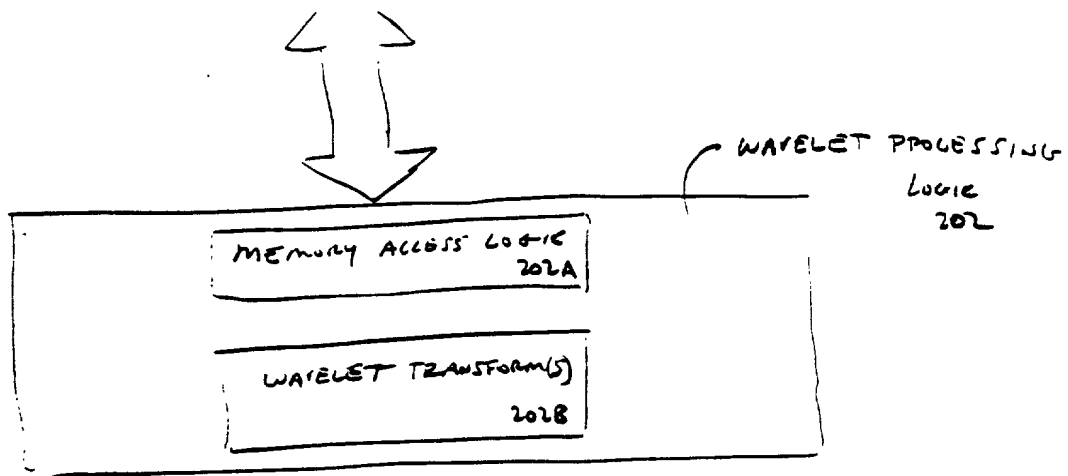 WAVELET PROCESSING
LOGIC
202
MEMORY ACCESS LOGIC
202A
WAVELET TRANSFORM(S)
202B